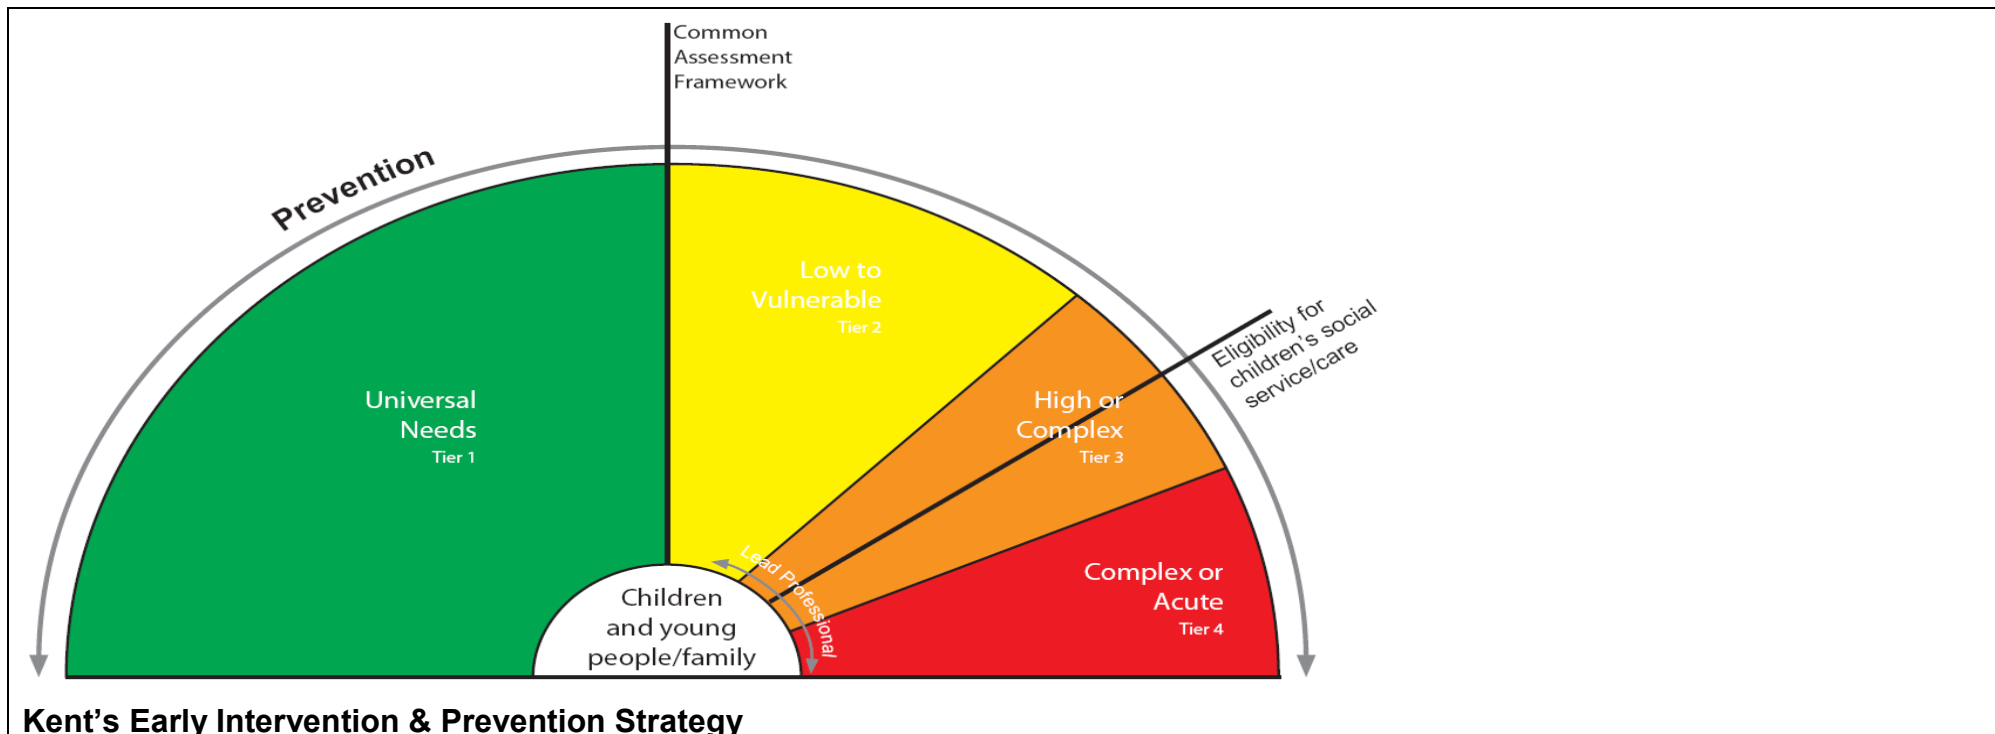 Common
Assessment
Framework
Prevention
Low to
Vulnerable
Tier 2
Eligibility for
children's social
service/care
Universal
Needs
Tier 1
High or
Complex
Tier 3
Lead Professional
Complex or
Acute
Tier 4
Children
and young
people/family
Kent’s Early Intervention & Prevention Strategy